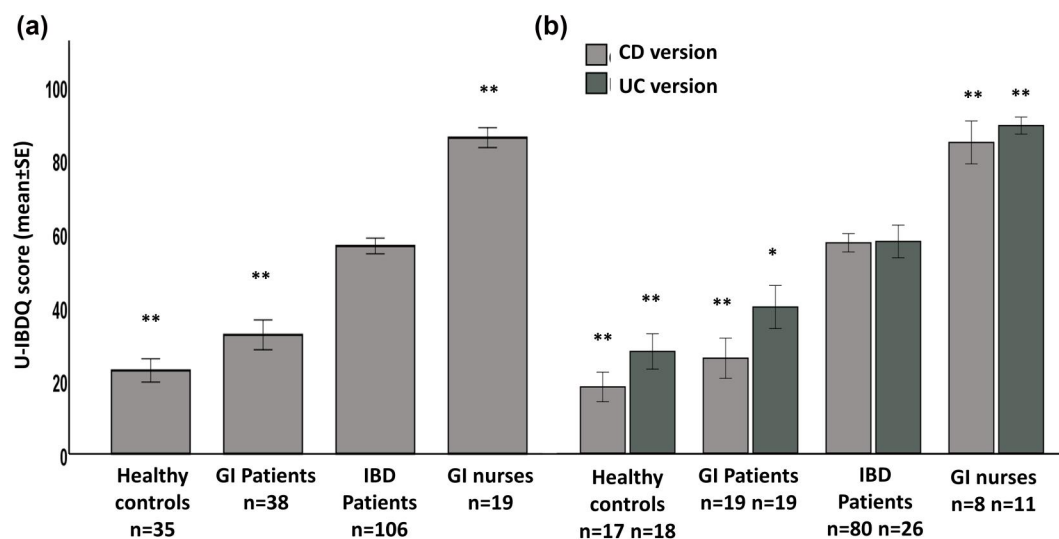 (a)
U-IBDQ score (mean±SE)
100
80
60
40
20
0
**
**
**
Healthy
controls
n=35
GI Patients
n=38
IBD
Patients
n=106
GI nurses
n=19
(b)
CD version
UC version
**
**
**
*
**
**
Healthy
controls
n=17 n=18
GI Patients
n=19 n=19
IBD
Patients
n=80 n=26
GI nurses
n=8 n=11